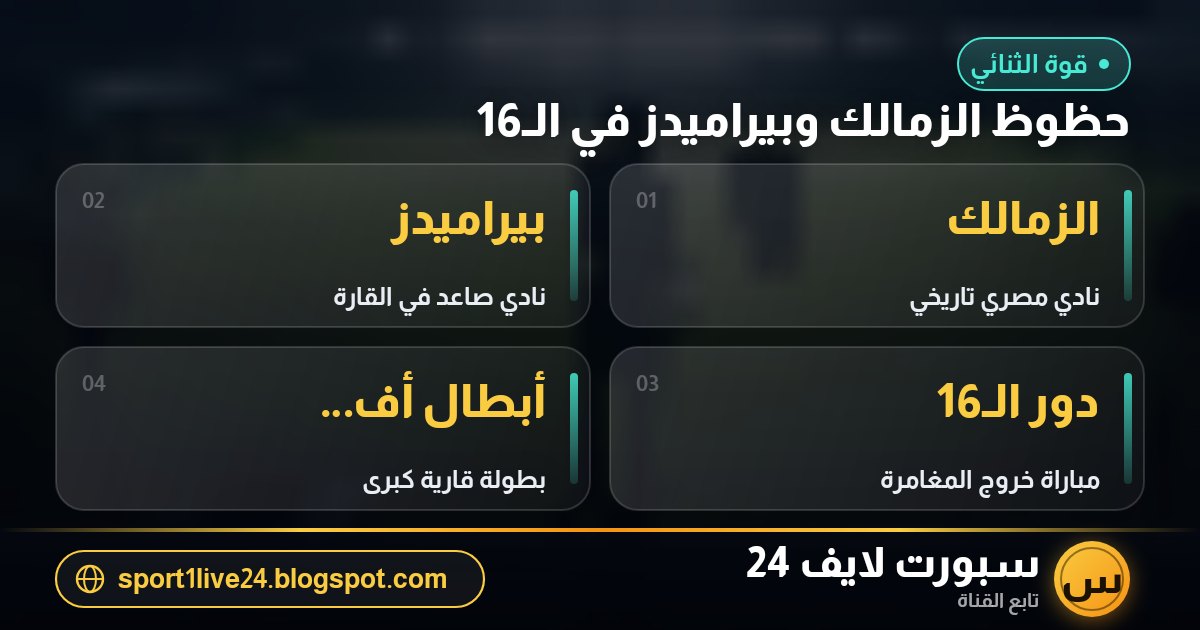 قوة الثنائي
حظوظ الزمالك وبيراميدز في الـ16
01
الزمالك
نادي مصري تاريخي
02
بيراميدز
نادي صاعد في القارة
03
دور الـ16
مباراة خروج المغامرة
04
أبطال أف...
بطولة قارية كبرى
س
سبورت لايف 24
تابع القناة
sport1live24.blogspot.com